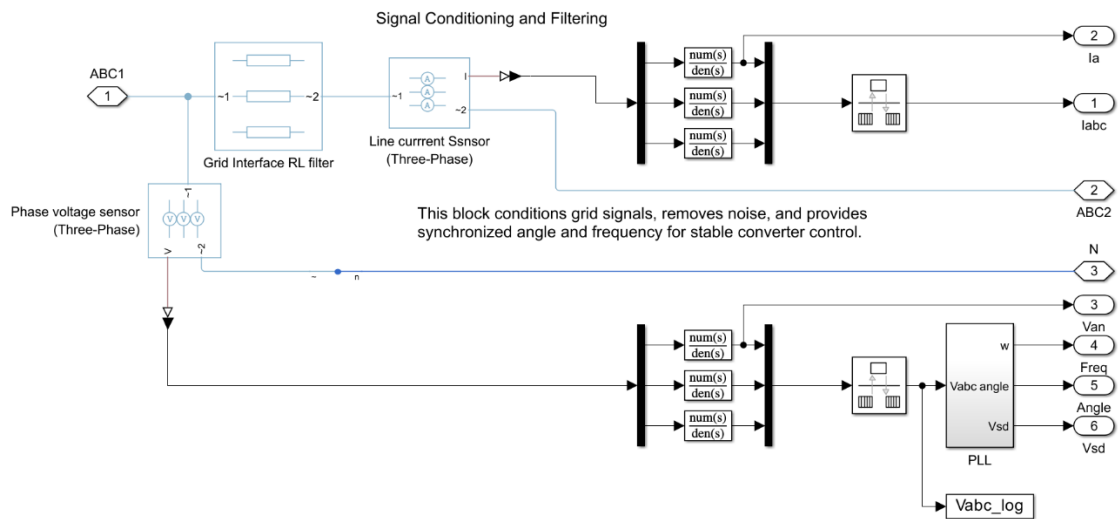 Signal Conditioning and Filtering
ABC1
1
~1
~2
Grid Interface RL filter
~1
A
A
A
I
~2
Line currrent Ssnsor
(Three-Phase)
num(s)
den(s)
num(s)
den(s)
num(s)
den(s)
2
Ia
1
Iabc
2
ABC2
Phase voltage sensor
(Three-Phase)
~1
V
V
V
V
~2
This block conditions grid signals, removes noise, and provides
synchronized angle and frequency for stable converter control.
N
3
~
n
num(s)
den(s)
num(s)
den(s)
num(s)
den(s)
Vabc
w
angle
Vsd
PLL
3
Van
4
Freq
5
Angle
6
Vsd
Vabc_log